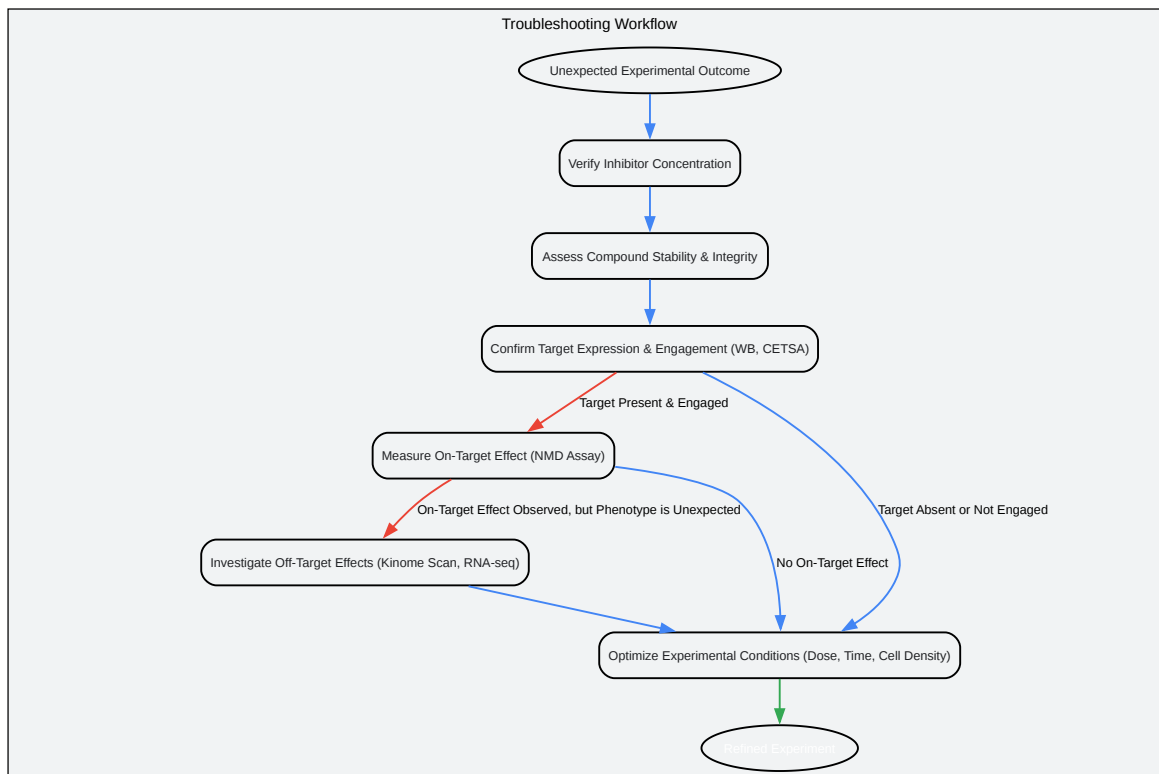 Troubleshooting Workflow
Unexpected Experimental Outcome
Verify Inhibitor Concentration
Assess Compound Stability & Integrity
Confirm Target Expression & Engagement (WB, CETSA)
Target Present & Engaged
Measure On-Target Effect (NMD Assay)
On-Target Effect Observed, but Phenotype is Unexpected
Target Absent or Not Engaged
Investigate Off-Target Effects (Kinome Scan, RNA-seq)
No On-Target Effect
Optimize Experimental Conditions (Dose, Time, Cell Density)
Refined Experiment